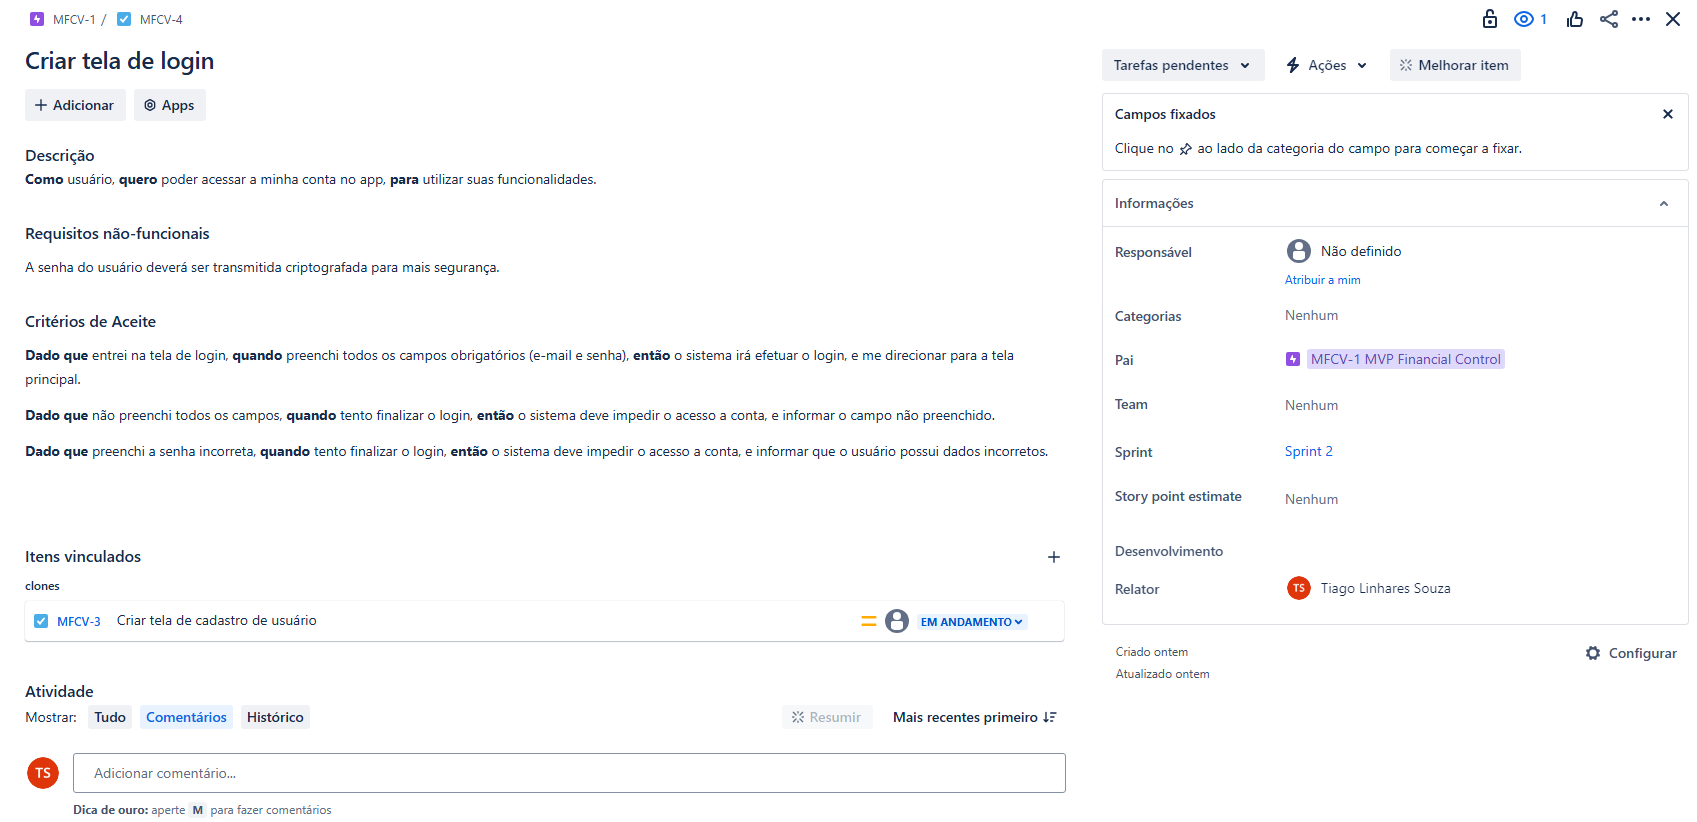 MFCV-1 / MFCV-4
1
Criar tela de login
Tarefas pendentes
Ações
Melhorar item
Adicionar
Apps
Campos fixados
Clique no ao lado da categoria do campo para começar a fixar.
Descrição
Como usuário, quero poder acessar a minha conta no app, para utilizar suas funcionalidades.
Requisitos não-funcionais
A senha do usuário deverá ser transmitida criptografada para mais segurança.
Critérios de Aceite
Dado que entrei na tela de login, quando preenchi todos os campos obrigatórios (e-mail e senha), então o sistema irá efetuar o login, e me direcionar para a tela
principal.
Dado que não preenchi todos os campos, quando tento finalizar o login, então o sistema deve impedir o acesso a conta, e informar o campo não preenchido.
Dado que preenchi a senha incorreta, quando tento finalizar o login, então o sistema deve impedir o acesso a conta, e informar que o usuário possui dados incorretos.
Itens vinculados
clones
MFCV-3 Criar tela de cadastro de usuário
EM ANDAMENTO
Atividade
Mostrar: Tudo Comentários Histórico
Resumir
Mais recentes primeiro
TS
Adicionar comentário...
Dica de ouro: aperte M para fazer comentários
Informações
Responsável
Não definido
Atribuir a mim
Categorias
Nenhum
Pai
MFCV-1 MVP Financial Control
Team
Nenhum
Sprint
Sprint 2
Story point estimate
Nenhum
Desenvolvimento
Relator
TS Tiago Linhares Souza
Criado ontem
Atualizado ontem
Configurar